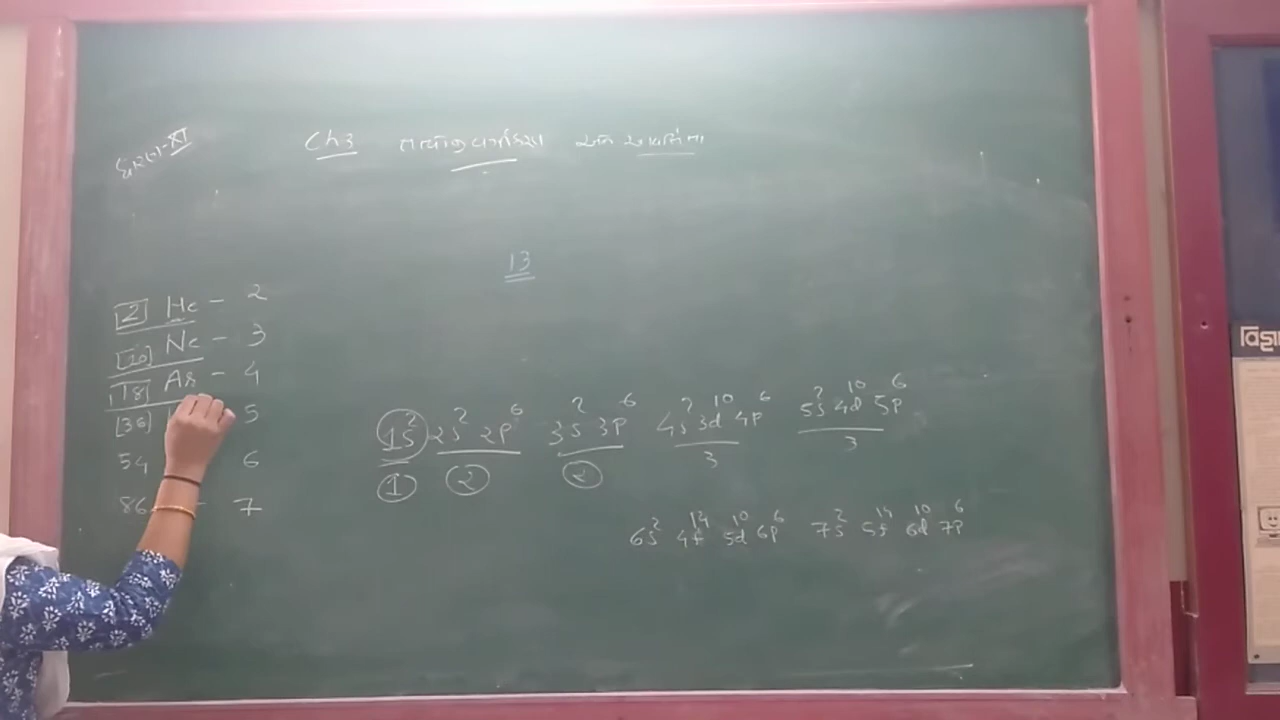 ધોરણ-XI
Ch 3 તત્વોનું વર્ગીકરણ અને
13
[2] He - 2
[10] Ne - 3
[18] Ar - 4
[36] 5
54 6
86 - 7
1s² 2s² 2p⁶ 3s² 3p⁶ 4s² 3d¹⁰ 4p⁶ 5s² 4d¹⁰ 5p⁶
1 2 2 3 3
6s² 4f¹⁴ 5d¹⁰ 6p⁶ 7s² 5f¹⁴ 6d¹⁰ 7p⁶